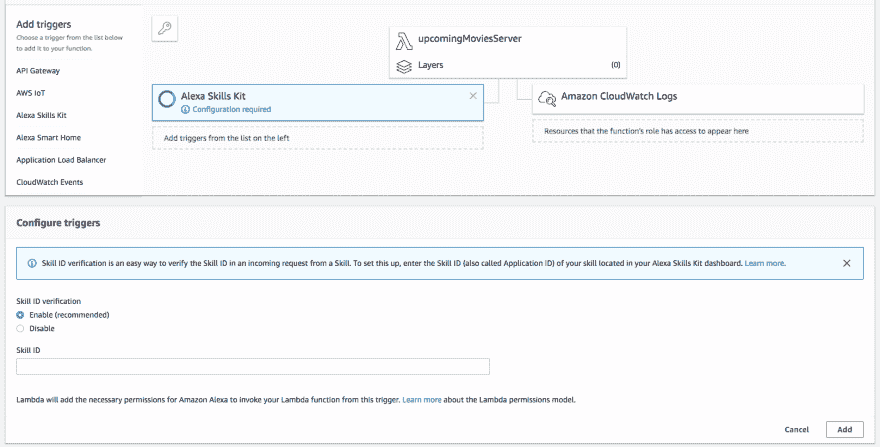 Add triggers
Choose a trigger from the list below
to add it to your function.
API Gateway
AWS IoT
Alexa Skills Kit
Alexa Smart Home
Application Load Balancer
CloudWatch Events
upcomingMoviesServer
Layers
(0)
Alexa Skills Kit
Configuration required
Add triggers from the list on the left
Amazon CloudWatch Logs
Resources that the function's role has access to appear here
Configure triggers
Skill ID verification is an easy way to verify the Skill ID in an incoming request from a Skill. To set this up, enter the Skill ID (also called Application ID) of your skill located in your Alexa Skills Kit dashboard. Learn more.
Skill ID verification
Enable (recommended)
Disable
Skill ID
Lambda will add the necessary permissions for Amazon Alexa to invoke your Lambda function from this trigger. Learn more about the Lambda permissions model.
Cancel
Add